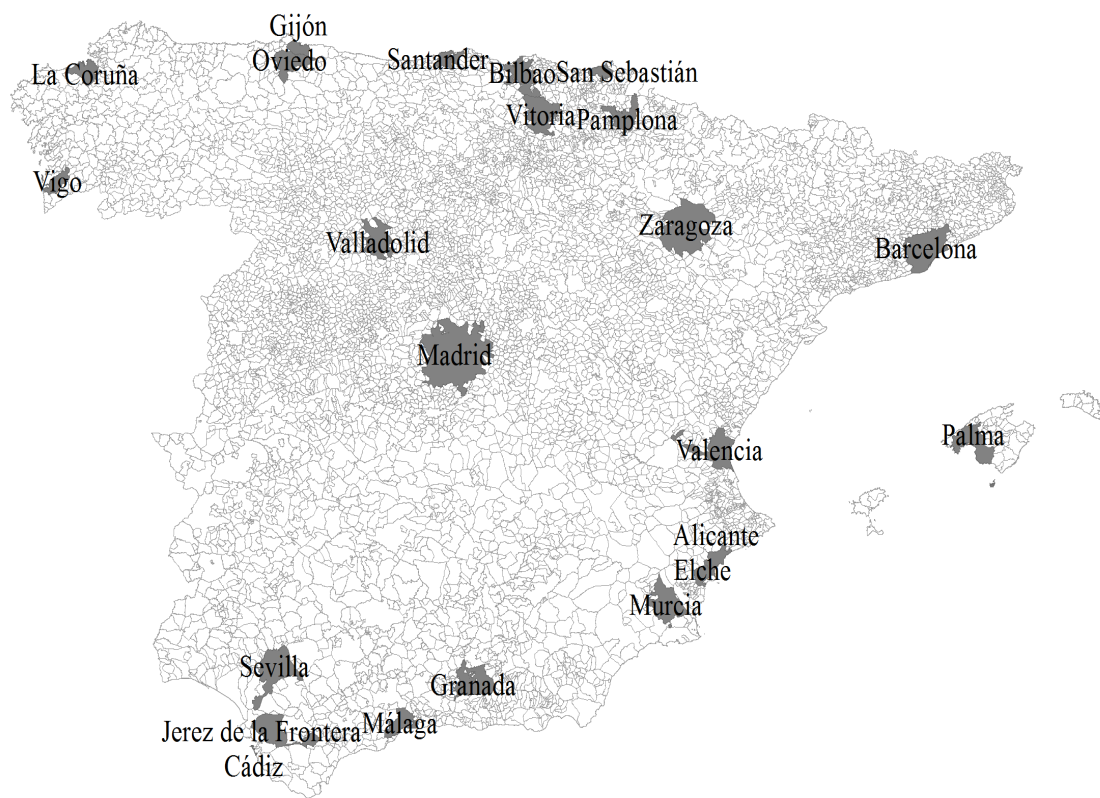 Gijón
Oviedo
Santander
La Coruña
Bilbao
San Sebastián
Vitoria
Pamplona
Vigo
Zaragoza
Valladolid
Barcelona
Madrid
Palma
Valencia
Alicante
Elche
Murcia
Sevilla
Granada
Jerez de la Frontera
Málaga
Cádiz